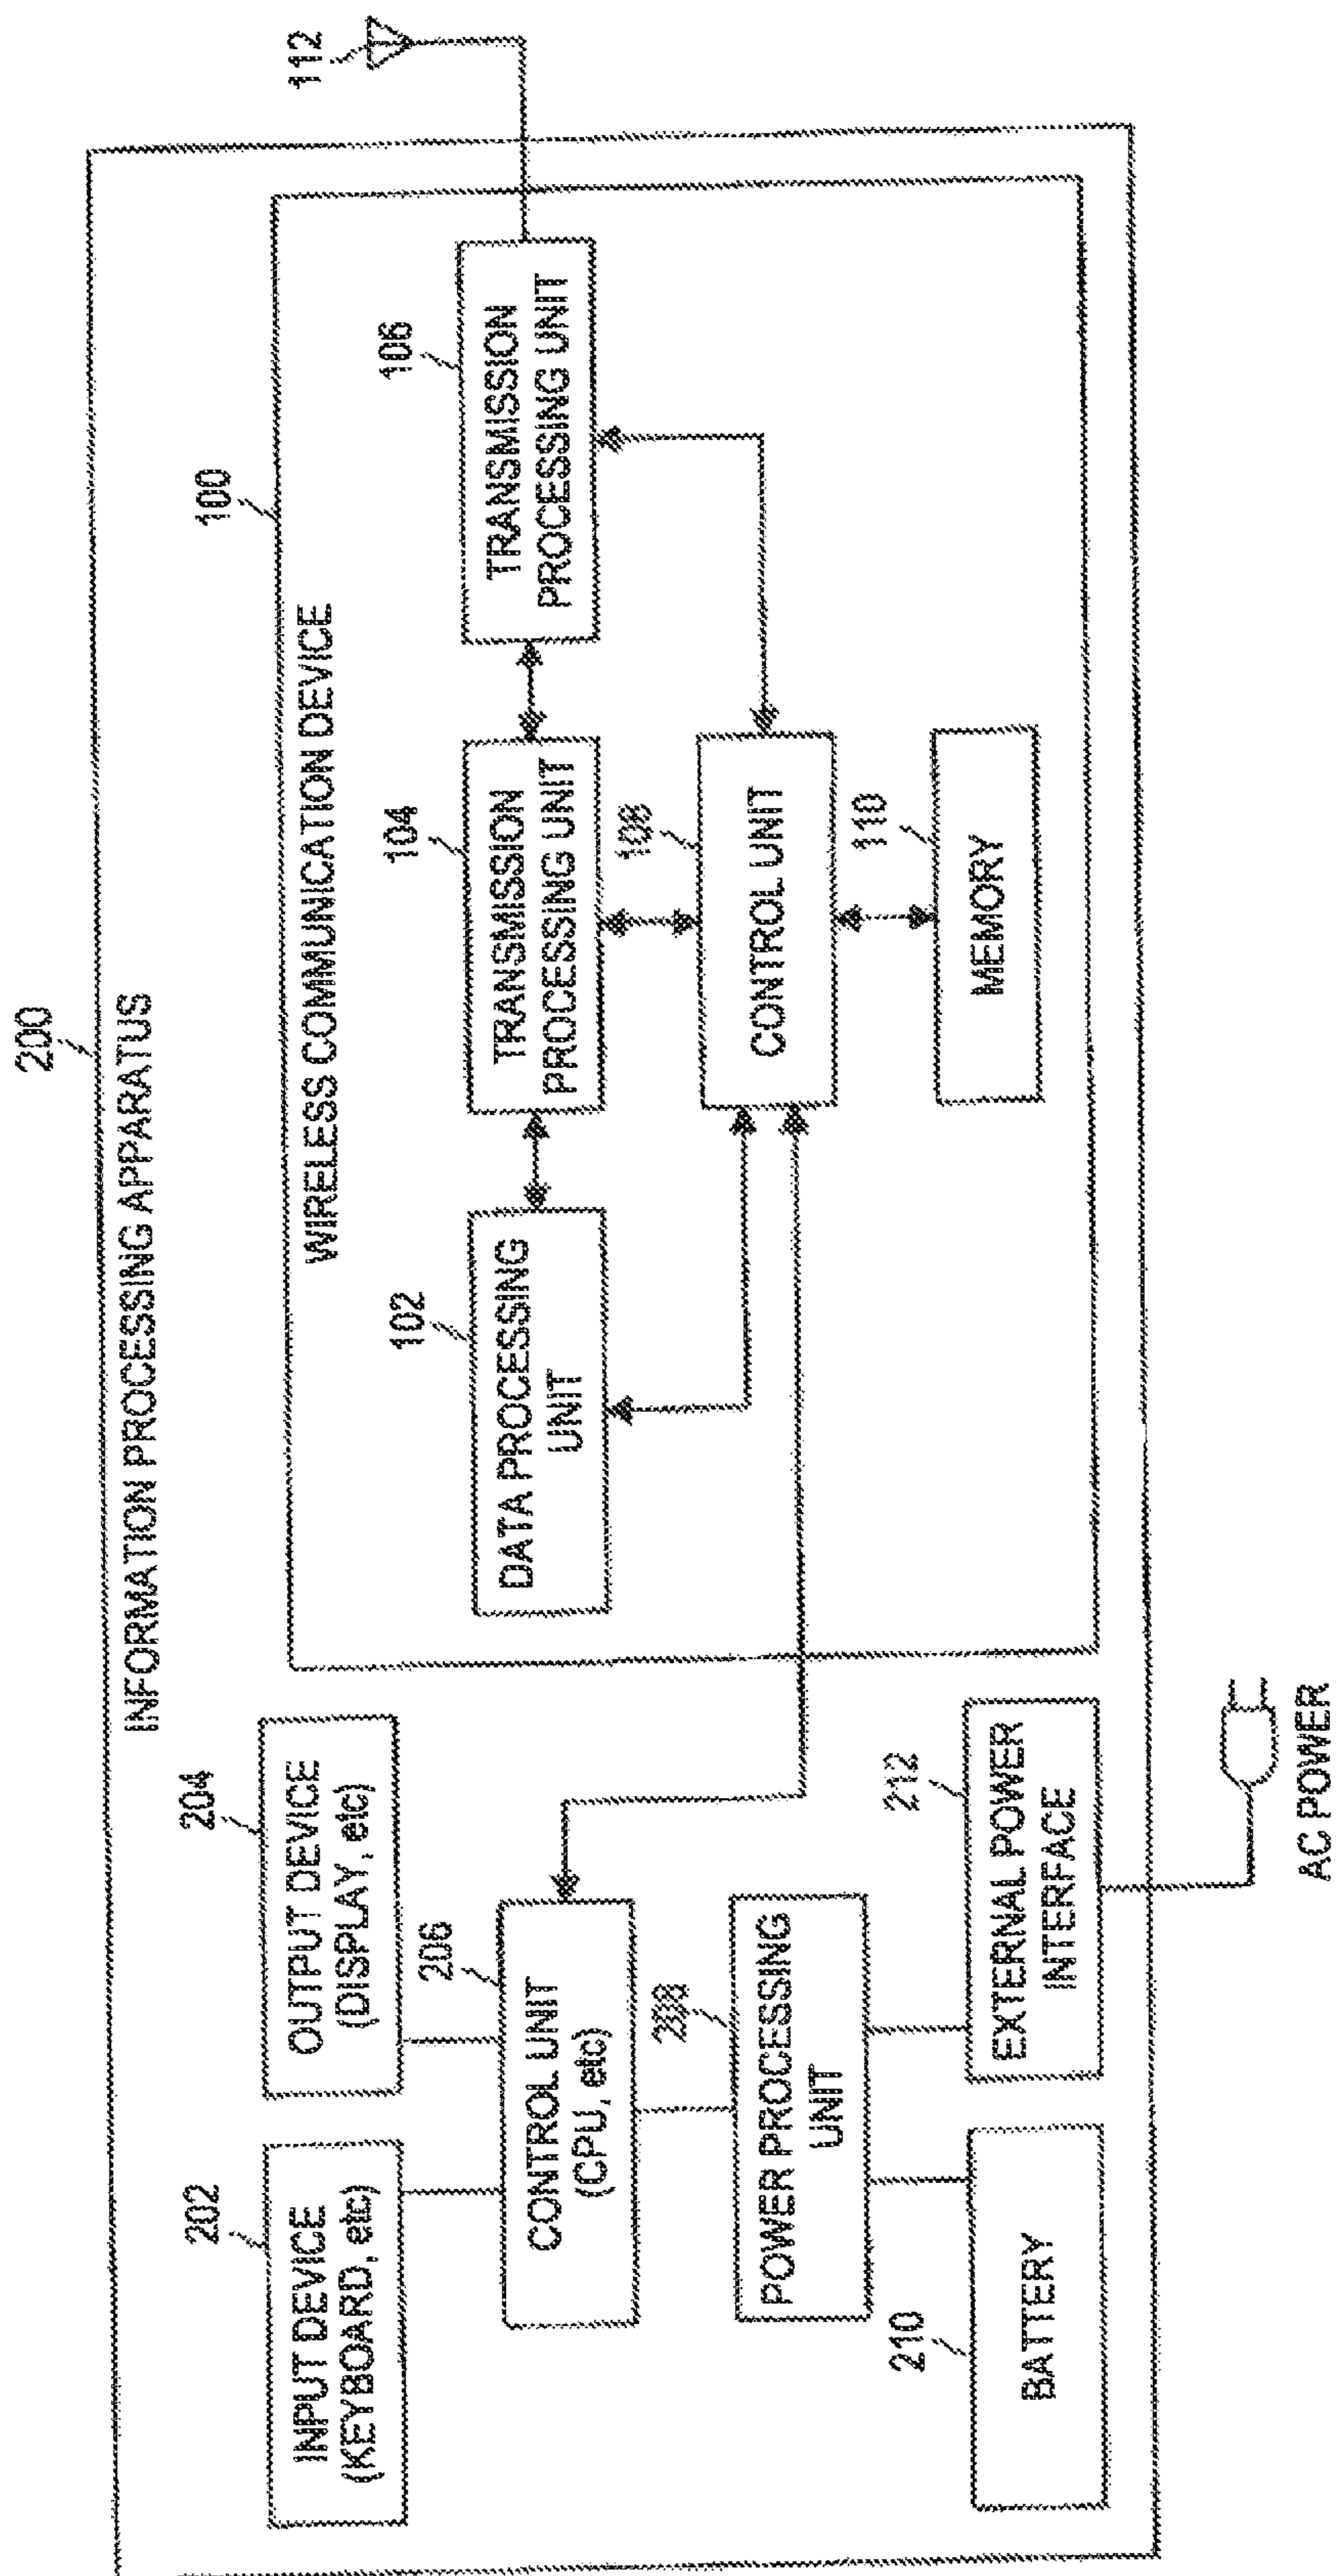 200
INFORMATION PROCESSING APPARATUS
202
INPUT DEVICE
(KEYBOARD, etc)
204
OUTPUT DEVICE
(DISPLAY, etc)
206
CONTROL UNIT
(CPU, etc)
208
POWER PROCESSING
UNIT
210
BATTERY
212
EXTERNAL POWER
INTERFACE
AC POWER
100
WIRELESS COMMUNICATION DEVICE
102
DATA PROCESSING
UNIT
104
TRANSMISSION
PROCESSING UNIT
106
TRANSMISSION
PROCESSING UNIT
108
CONTROL UNIT
110
MEMORY
112